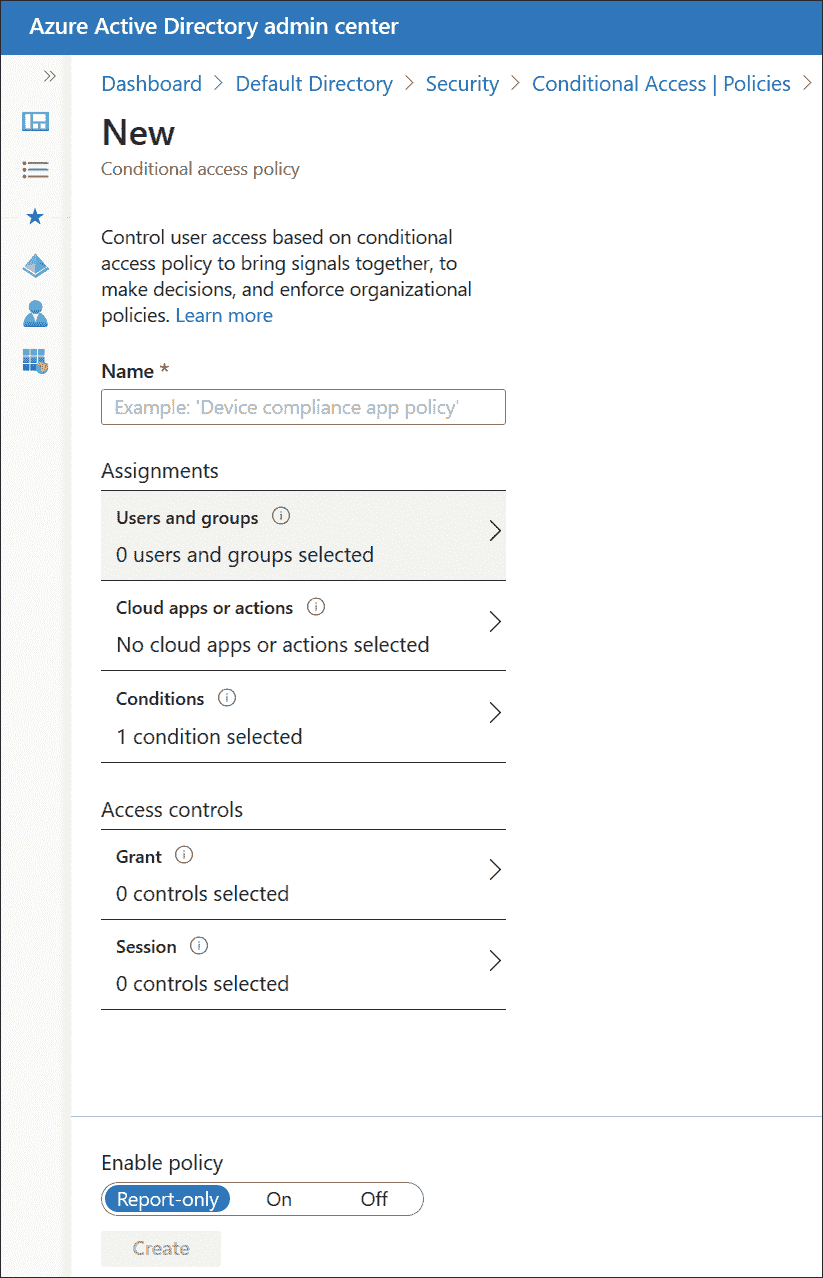 Azure Active Directory admin center
Dashboard > Default Directory > Security > Conditional Access | Policies >
New
Conditional access policy
Control user access based on conditional
access policy to bring signals together, to
make decisions, and enforce organizational
policies. Learn more
Name *
Example: 'Device compliance app policy'
Assignments
Users and groups
0 users and groups selected
Cloud apps or actions
No cloud apps or actions selected
Conditions
1 condition selected
Access controls
Grant
0 controls selected
Session
0 controls selected
Enable policy
Report-only On Off
Create